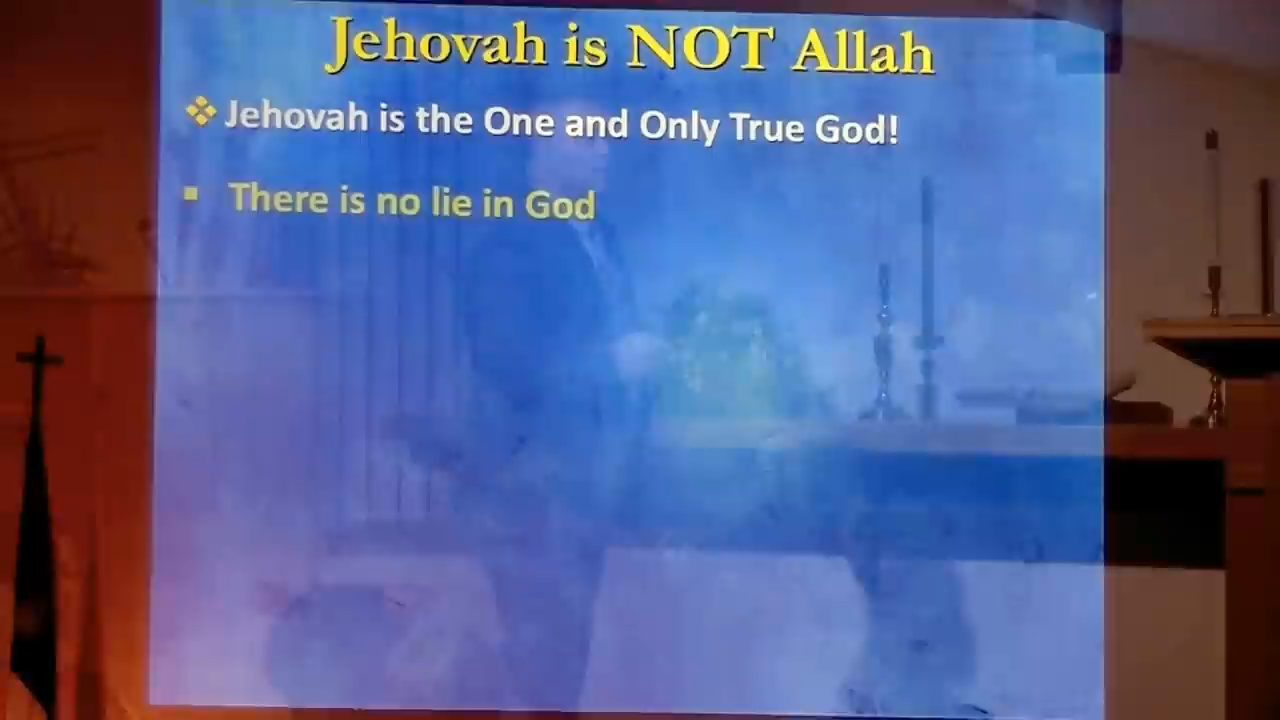 Jehovah is NOT Allah
Jehovah is the One and Only True God!
There is no lie in God